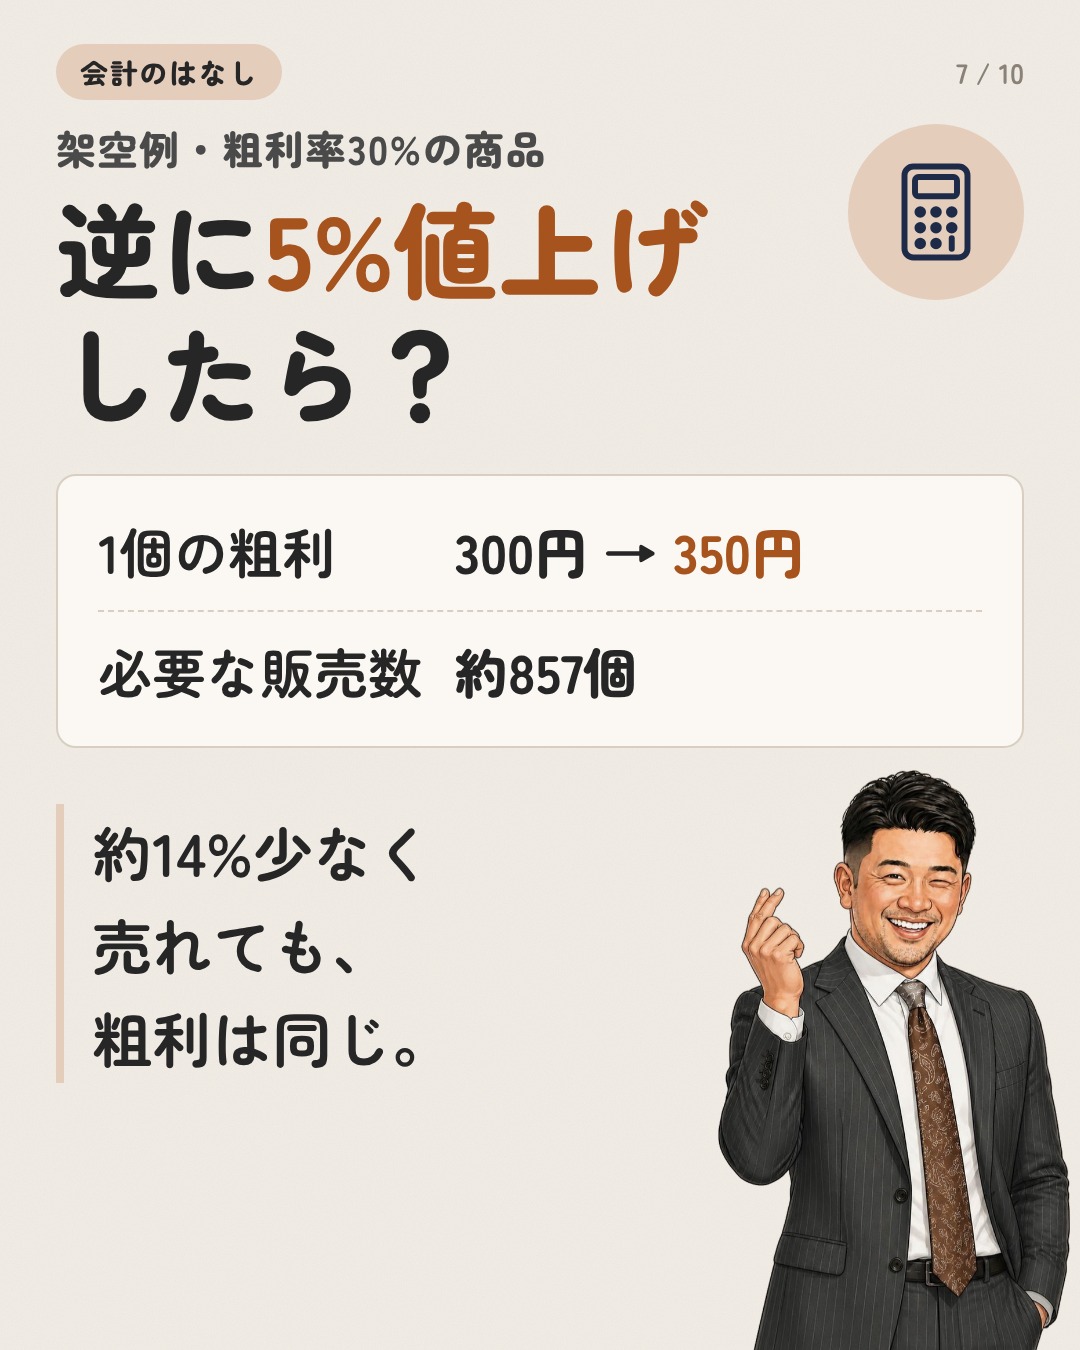 会計のはなし
7 / 10
架空例・粗利率30%の商品
逆に5%値上げ
したら？
1個の粗利 300円 → 350円
必要な販売数 約857個
約14%少なく
売れても、
粗利は同じ。